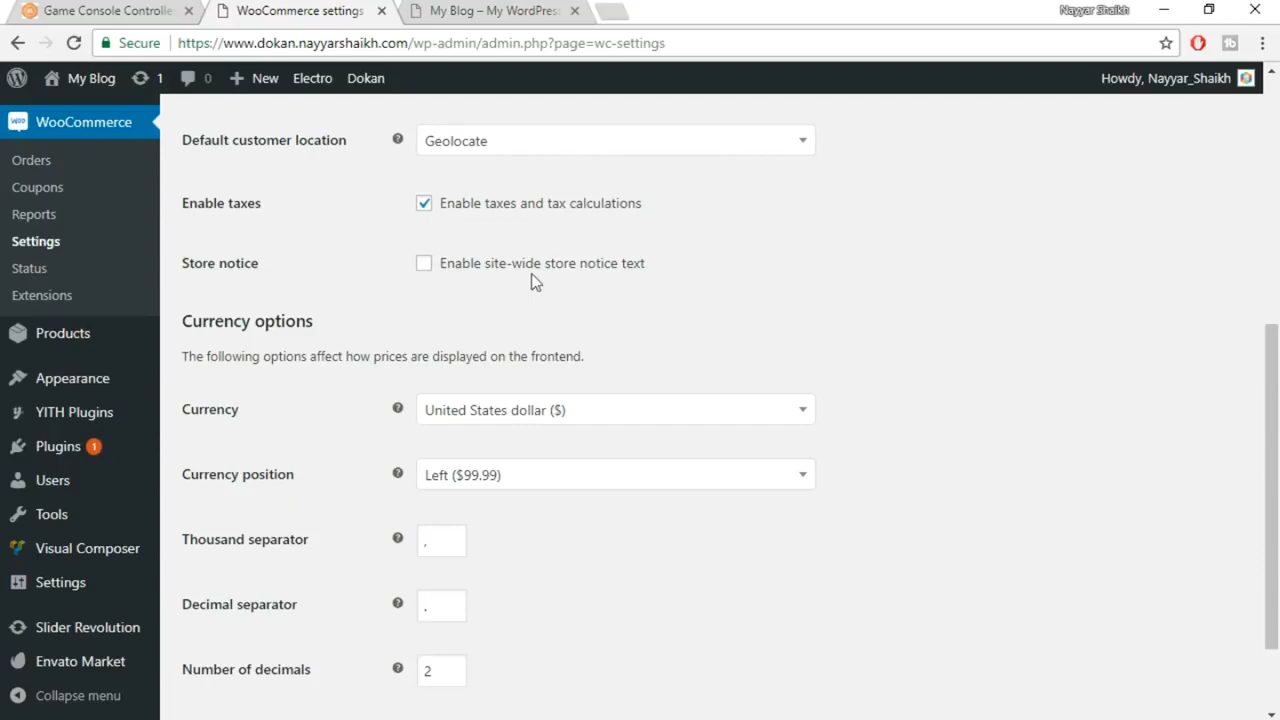 Game Console Controlle
WooCommerce settings
My Blog – My WordPres
Nayyar Shaikh
Secure
https://www.dokan.nayyarshaikh.com/wp-admin/admin.php?page=wc-settings
My Blog 1 0 New Electro Dokan
Howdy, Nayyar_Shaikh
WooCommerce
Orders
Coupons
Reports
Settings
Status
Extensions
Products
Appearance
YITH Plugins
Plugins 1
Users
Tools
Visual Composer
Settings
Slider Revolution
Envato Market
Collapse menu
Default customer location ? Geolocate
Enable taxes Enable taxes and tax calculations
Store notice Enable site-wide store notice text
Currency options
The following options affect how prices are displayed on the frontend.
Currency ? United States dollar ($)
Currency position ? Left ($99.99)
Thousand separator ? ,
Decimal separator ? .
Number of decimals ? 2